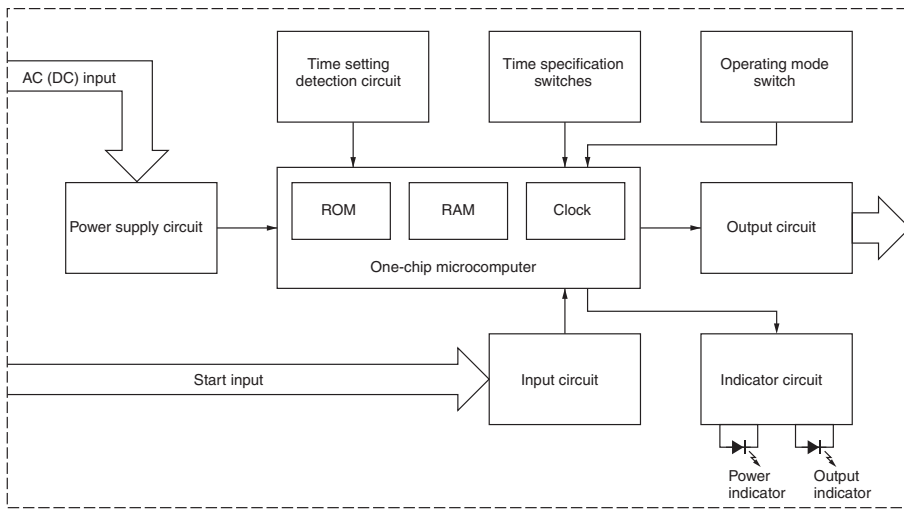 AC (DC) input
Time setting
detection circuit
Time specification
switches
Operating mode
switch
Power supply circuit
ROM
RAM
Clock
One-chip microcomputer
Output circuit
Start input
Input circuit
Indicator circuit
Power
indicator
Output
indicator